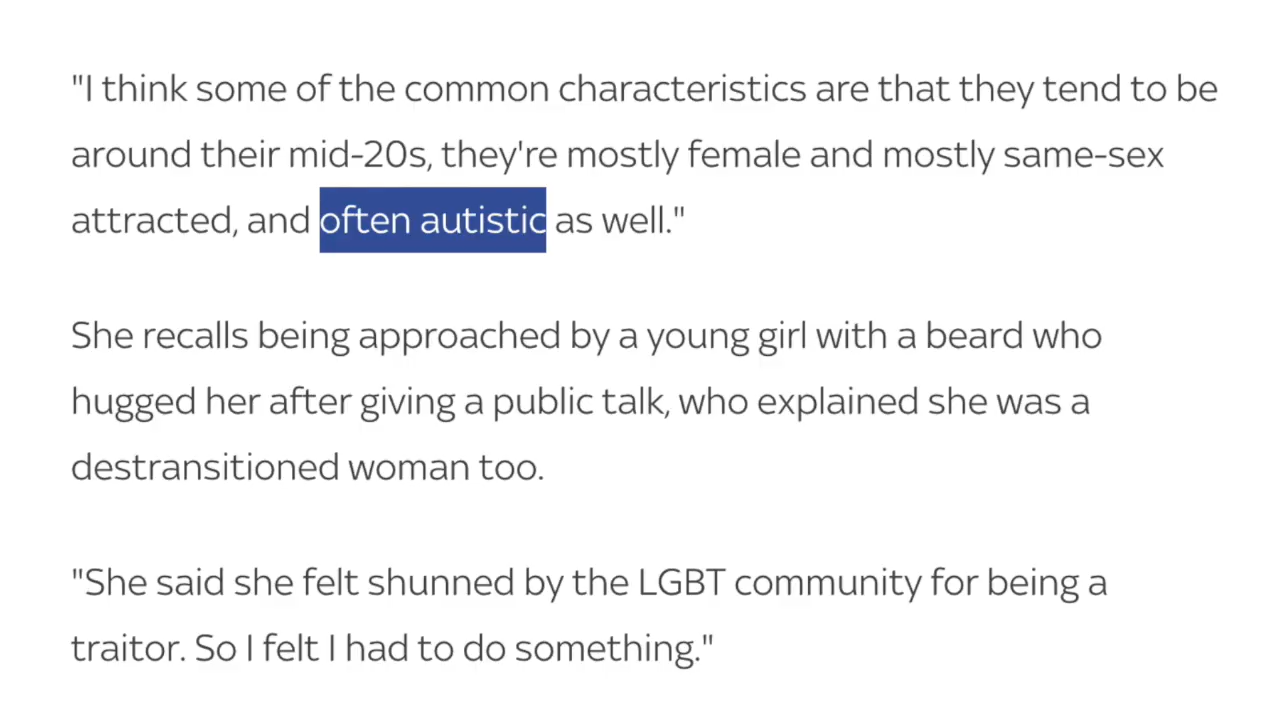 "I think some of the common characteristics are that they tend to be
around their mid-20s, they're mostly female and mostly same-sex
attracted, and often autistic as well."
She recalls being approached by a young girl with a beard who
hugged her after giving a public talk, who explained she was a
destransitioned woman too.
"She said she felt shunned by the LGBT community for being a
traitor. So I felt I had to do something."